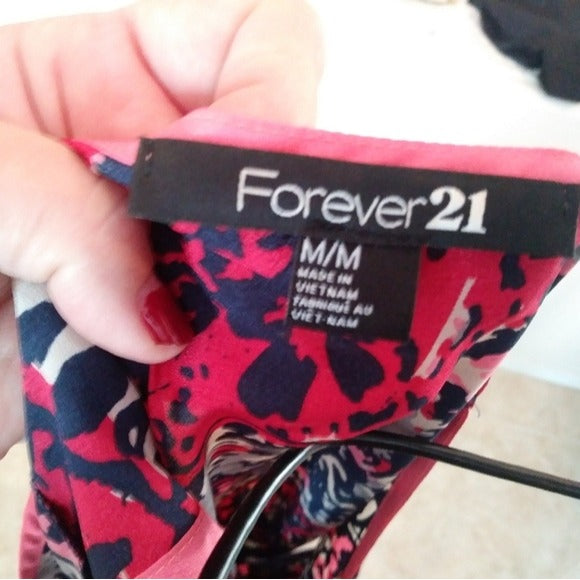 Forever21
M/M
MADE IN
VIETNAM
FABRIQUÉ AU
VIET-NAM